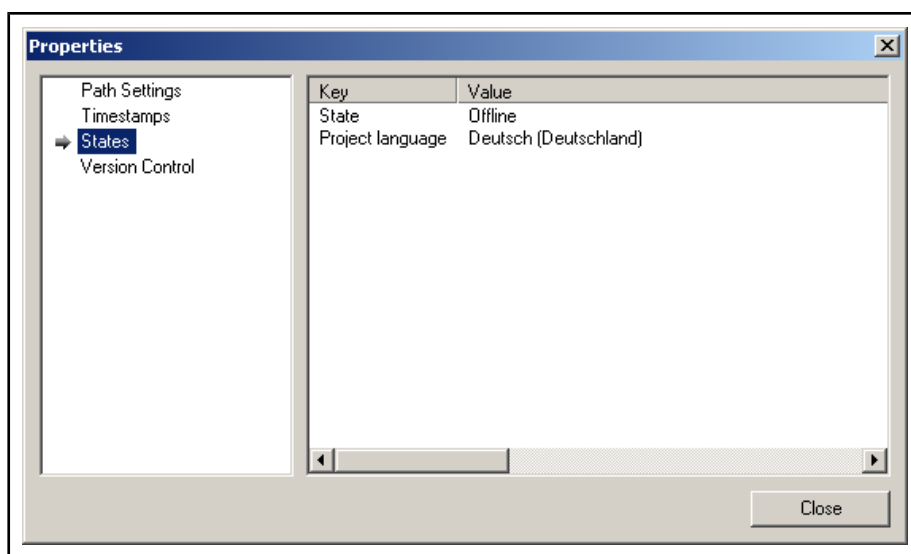 Properties
Path Settings
Timestamps
States
Version Control
Key Value
State Offline
Project language Deutsch (Deutschland)
Close